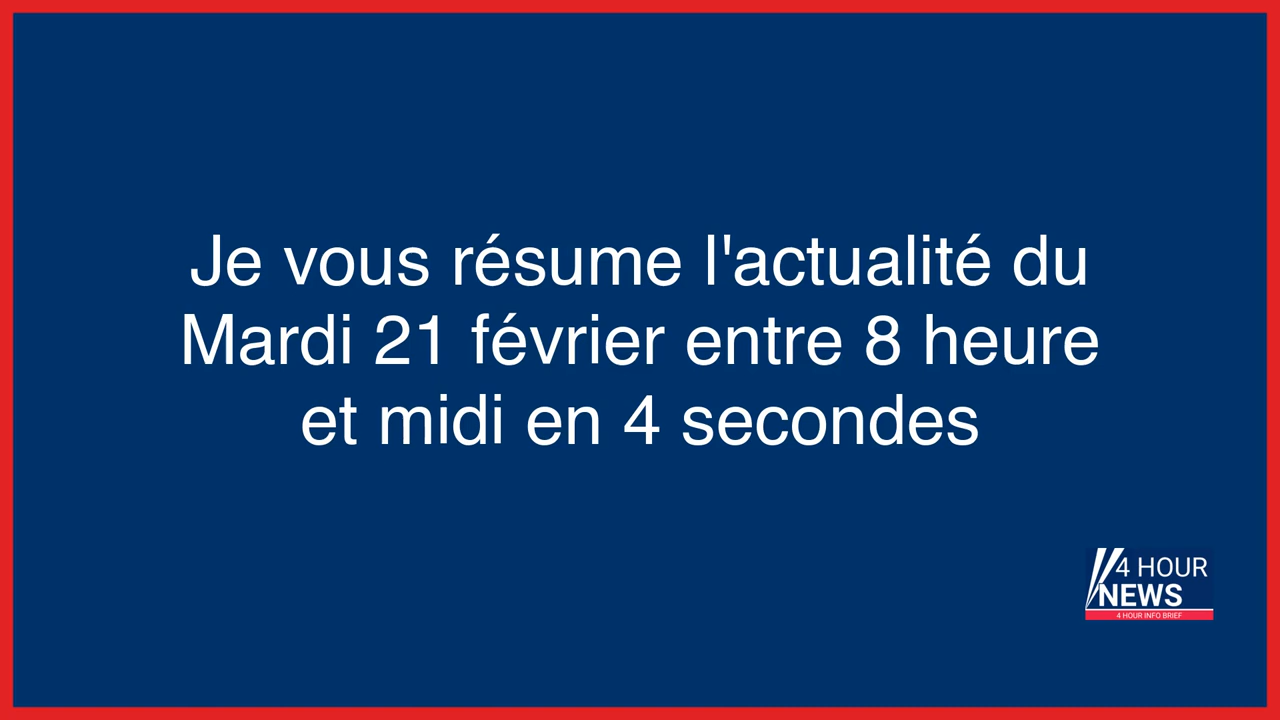 Je vous résume l'actualité du
Mardi 21 février entre 8 heure
et midi en 4 secondes
4 HOUR
NEWS
4 HOUR INFO BRIEF